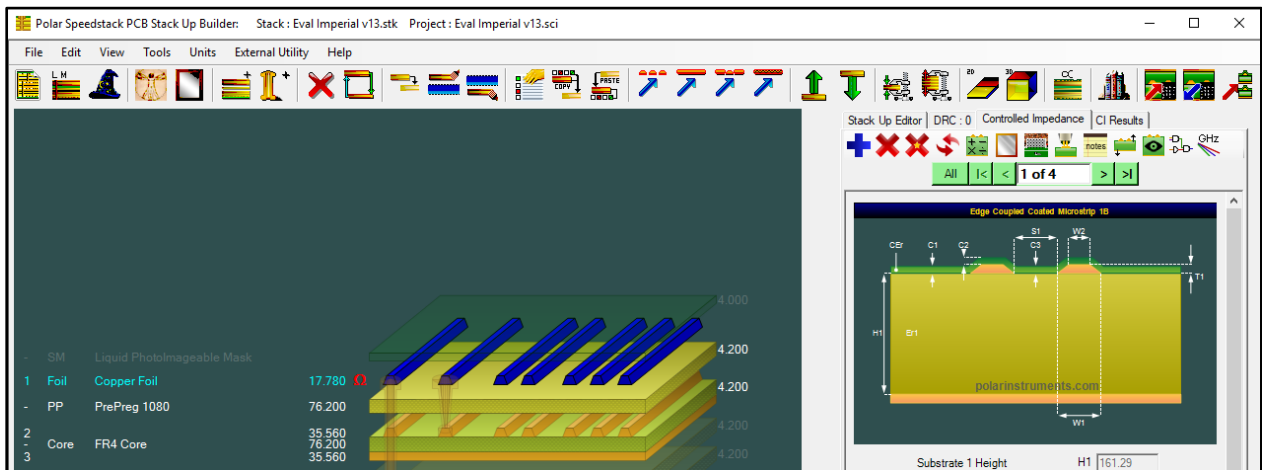 Polar Speedstack PCB Stack Up Builder: Stack : Eval Imperial v13.stk Project : Eval Imperial v13.sci
File Edit View Tools Units External Utility Help
L M
COPY
PASTE
2D
3D
Stack Up Editor DRC : 0 Controlled Impedance CI Results
notes
GHz
All |< < 1 of 4 > >|
Edge Coupled Coated Microstrip 1B
CEr C1 C2 S1 C3 W2
T1
H1 Er1
polarinstruments.com
W1
Substrate 1 Height H1 161.29
4.000
- SM Liquid PhotoImageable Mask 4.200
1 Foil Copper Foil 17.780 Ω 4.200
- PP PrePreg 1080 76.200
2 35.560 4.200
- Core FR4 Core 76.200
3 35.560 4.200